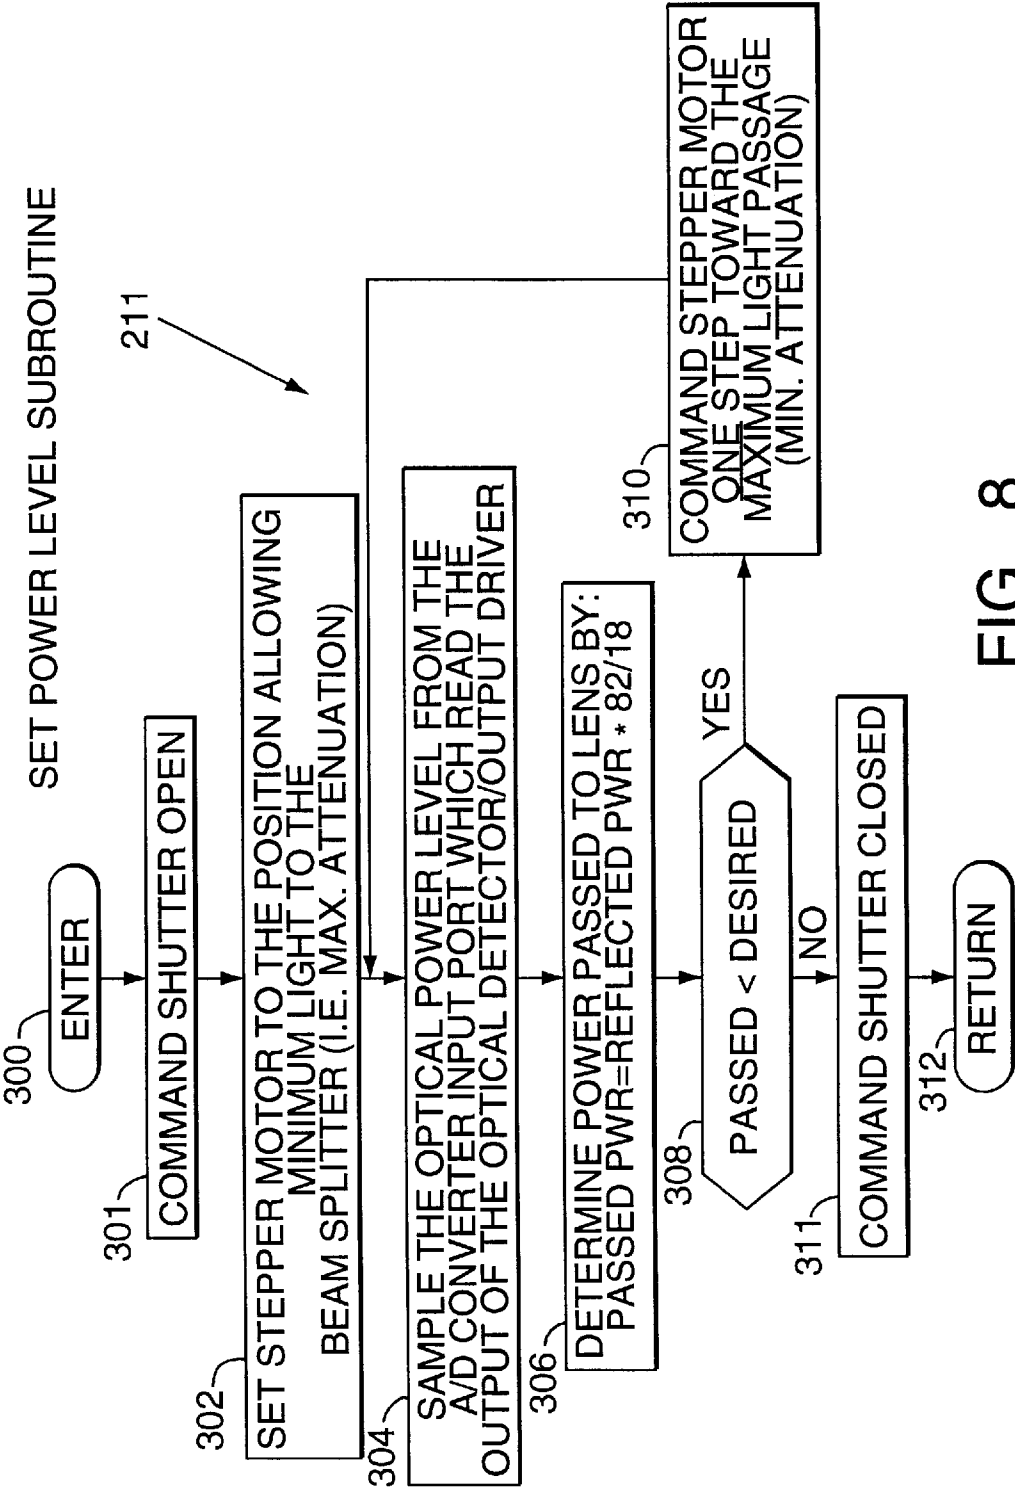 SET POWER LEVEL SUBROUTINE
211
300
ENTER
301
COMMAND SHUTTER OPEN
302
SET STEPPER MOTOR TO THE POSITION ALLOWING
MINIMUM LIGHT TO THE
BEAM SPLITTER (I.E. MAX. ATTENUATION)
304
SAMPLE THE OPTICAL POWER LEVEL FROM THE
A/D CONVERTER INPUT PORT WHICH READ THE
OUTPUT OF THE OPTICAL DETECTOR/OUTPUT DRIVER
306
DETERMINE POWER PASSED TO LENS BY:
PASSED PWR=REFLECTED PWR * 82/18
308
PASSED < DESIRED
YES
NO
310
COMMAND STEPPER MOTOR
ONE STEP TOWARD THE
MAXIMUM LIGHT PASSAGE
(MIN. ATTENUATION)
311
COMMAND SHUTTER CLOSED
312
RETURN
FIG 8